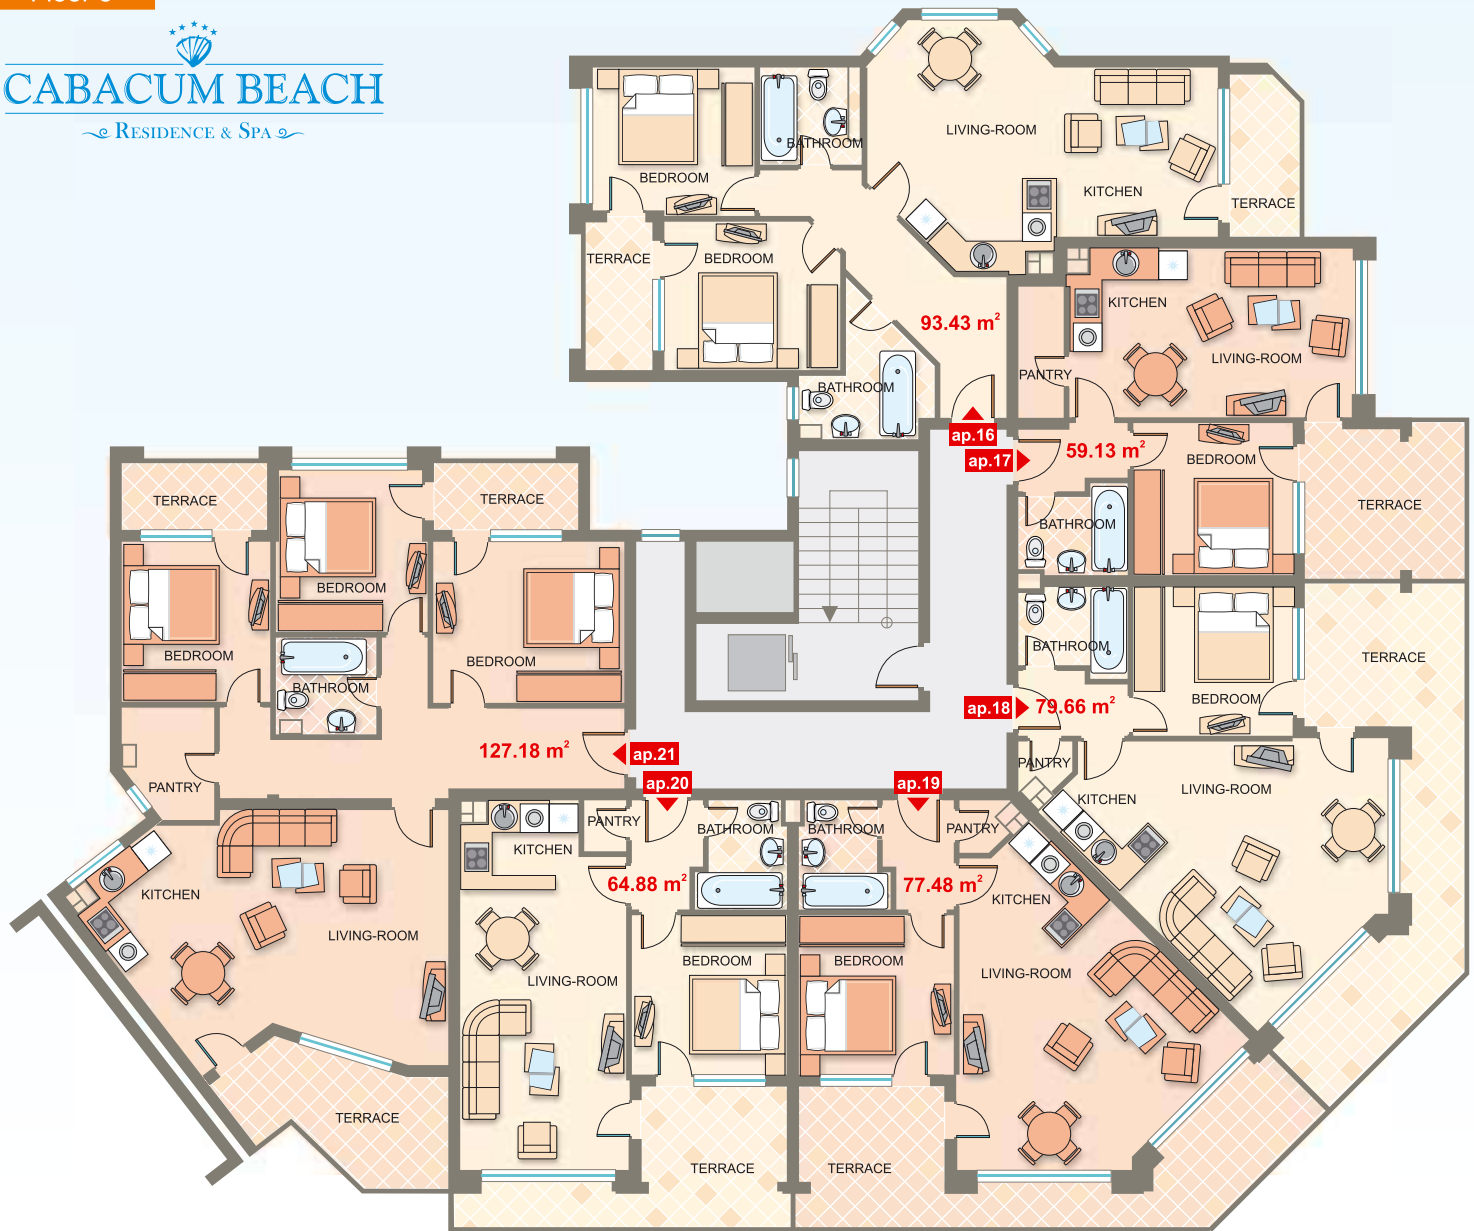 CABACUM BEACH
RESIDENCE & SPA
LIVING-ROOM
BATHROOM
BEDROOM
KITCHEN
TERRACE
TERRACE
BEDROOM
93.43 m²
BATHROOM
ap.16
KITCHEN
LIVING-ROOM
PANTRY
ap.17
59.13 m²
BEDROOM
BATHROOM
TERRACE
TERRACE
TERRACE
BEDROOM
BEDROOM
BEDROOM
BATHROOM
127.18 m²
ap.21
PANTRY
KITCHEN
LIVING-ROOM
TERRACE
BATHROOM
TERRACE
BEDROOM
ap.18
79.66 m²
PANTRY
KITCHEN
LIVING-ROOM
ap.20
PANTRY
BATHROOM
KITCHEN
64.88 m²
BEDROOM
LIVING-ROOM
TERRACE
ap.19
BATHROOM
PANTRY
77.48 m²
KITCHEN
BEDROOM
LIVING-ROOM
TERRACE